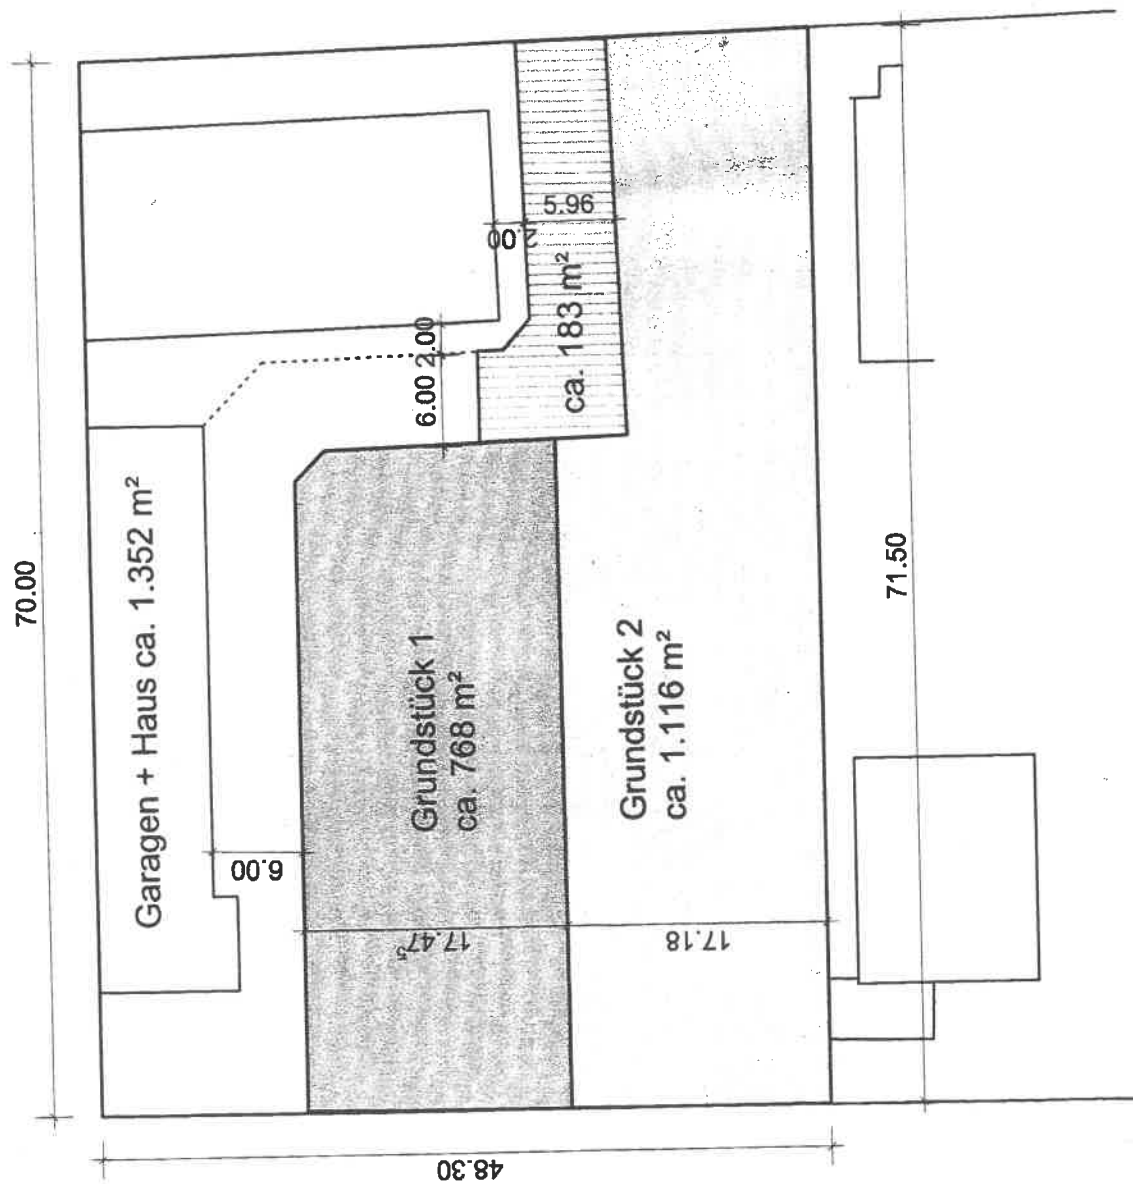 70.00
Garagen + Haus ca. 1.352 m²
6.00
2.00
6.00
2.00
5.96
ca. 183 m²
Grundstück 1
ca. 768 m²
17.47⁵
Grundstück 2
ca. 1.116 m²
17.18
71.50
48.30